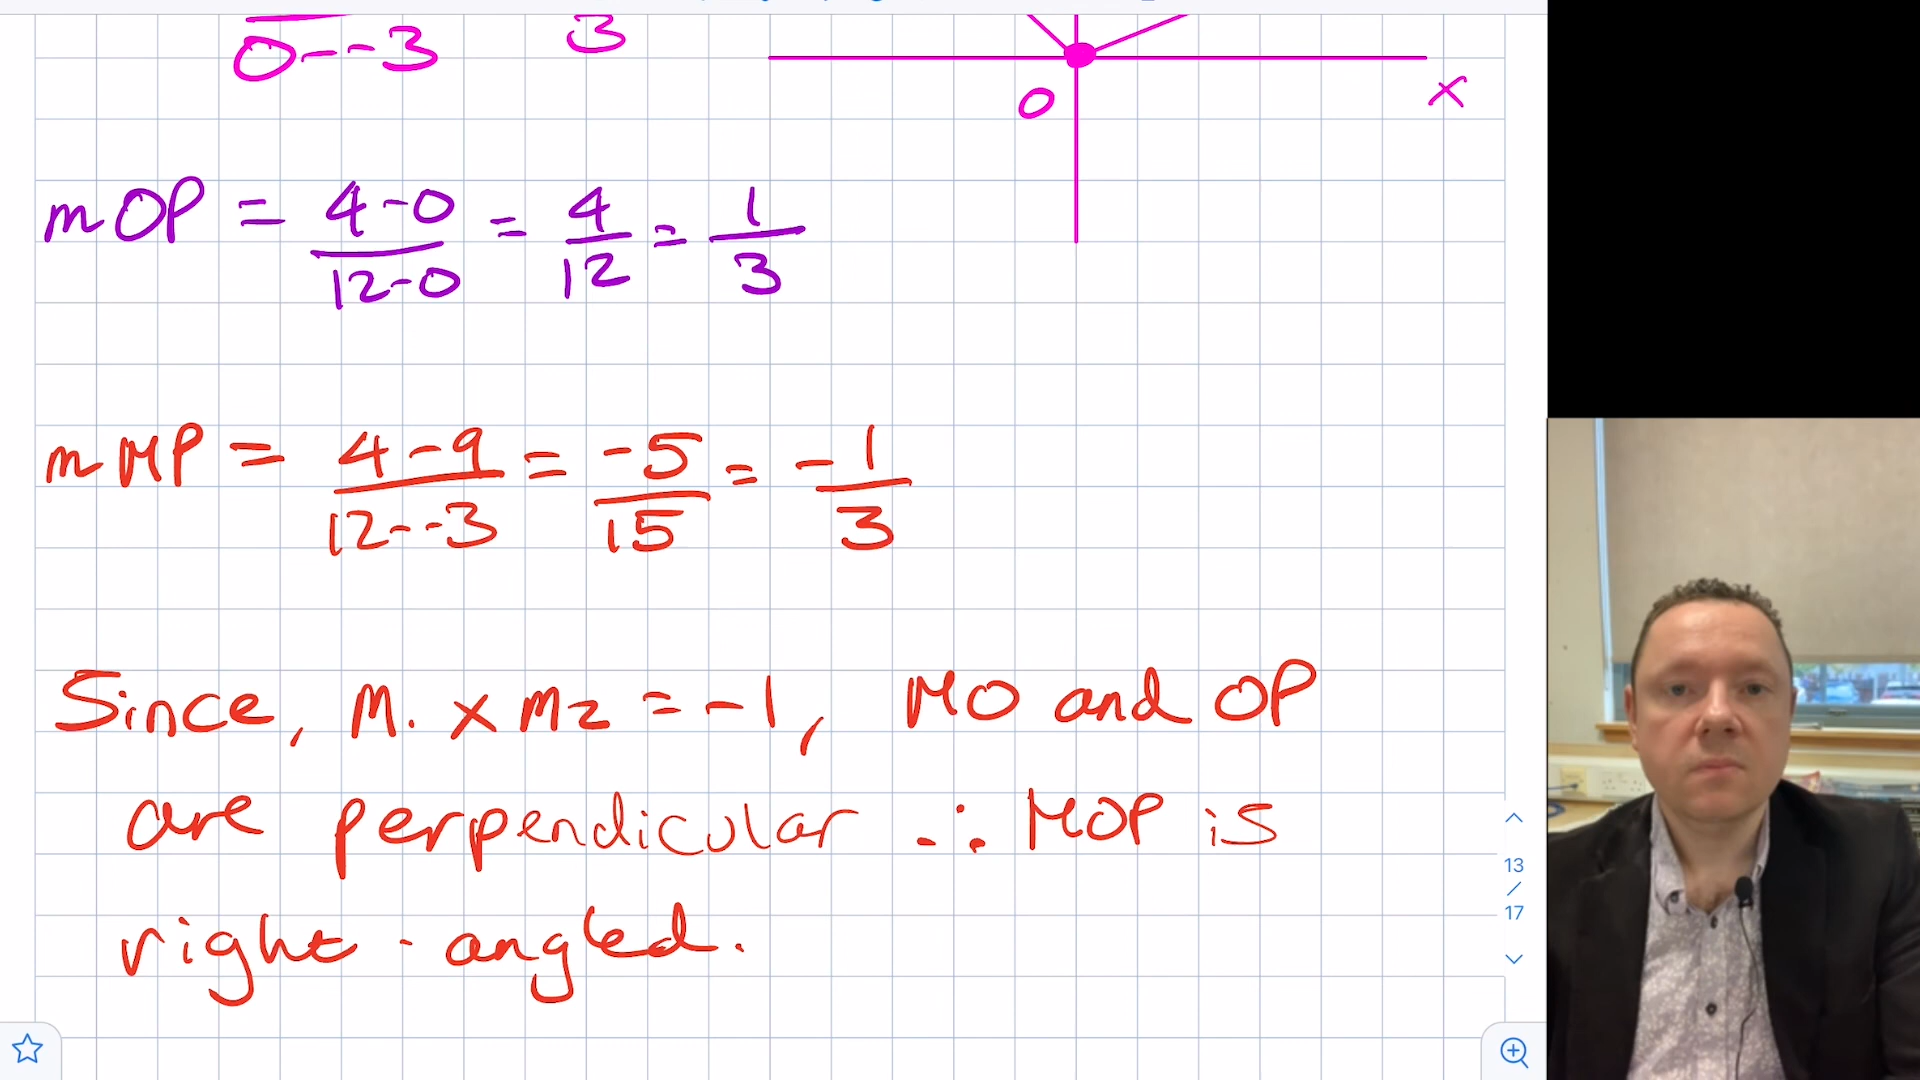 0--3 3
0 x
mOP = 4-0/12-0 = 4/12 = 1/3
mMP = 4-9/12--3 = -5/15 = -1/3
Since, m. x m2 = -1, MO and OP
are perpendicular ∴ MOP is
right-angled.
13
/
17